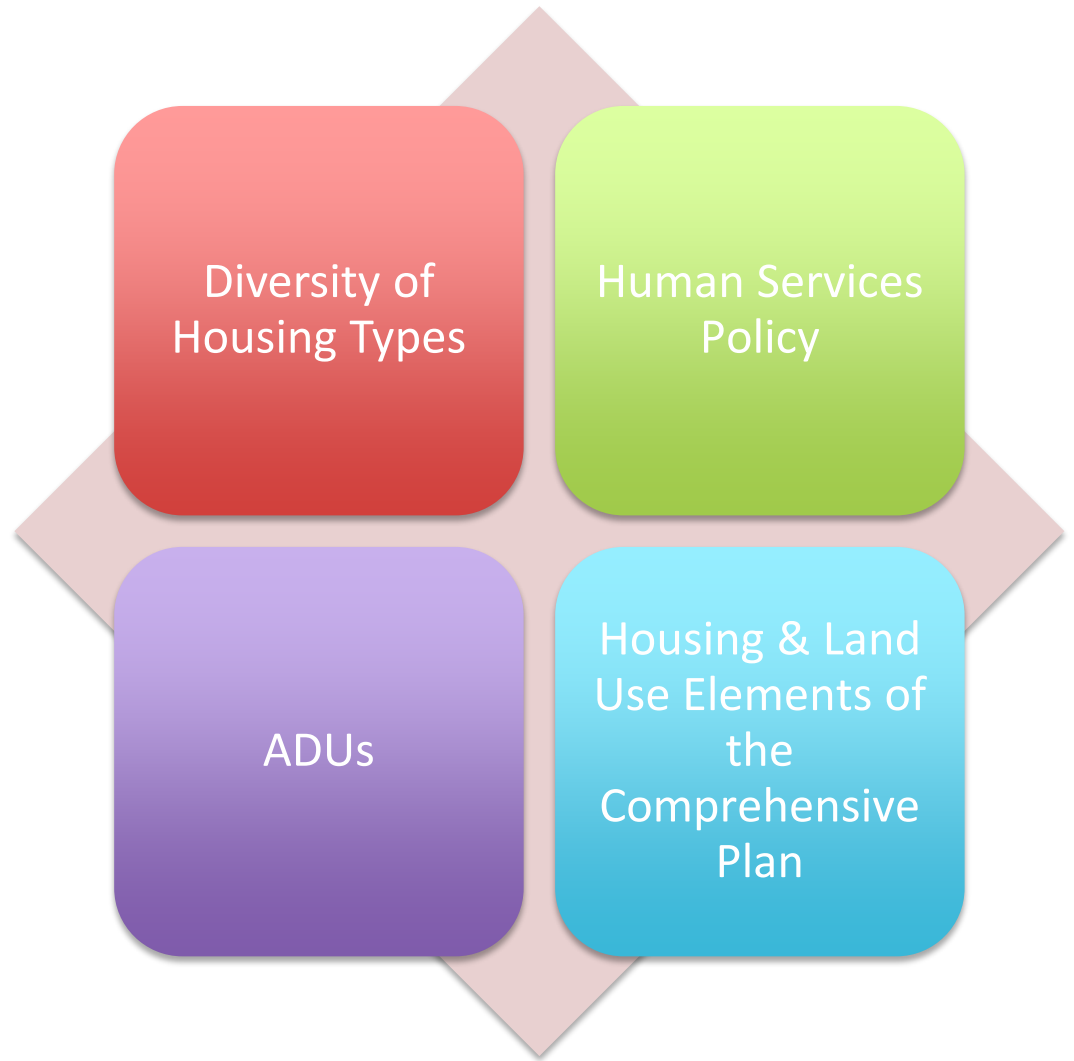 Diversity of
Housing Types
Human Services
Policy
ADUs
Housing & Land
Use Elements of
the
Comprehensive
Plan